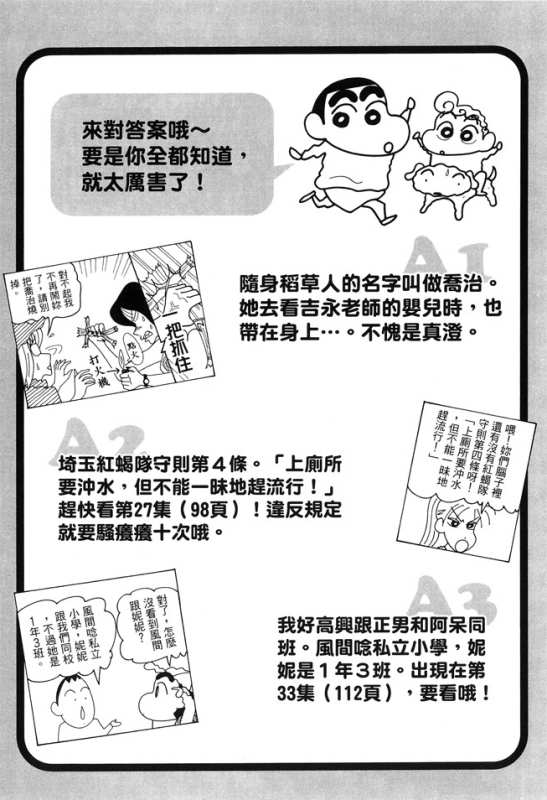 來對答案哦～
要是你全都知道，
就太厲害了！
A1
隨身稻草人的名字叫做喬治。
她去看吉永老師的嬰兒時，也
帶在身上…。不愧是真澄。
對不起我
不再鬧妳
了，請別
把喬治燒
掉。
點火
打火機
一把抓住
A2
埼玉紅蝎隊守則第４條。「上廁所
要沖水，但不能一昧地趕流行！」
趕快看第27集（98頁）！違反規定
就要騷癢癢十次哦。
喂！妳們腦子裡
還有沒有紅蝎隊
守則第四條呀！
「上廁所要沖水
，但不能一昧地
趕流行！」
A3
我好高興跟正男和阿呆同
班。風間唸私立小學，妮
妮是１年３班。出現在第
33集（112頁），要看哦！
對了，怎麼
沒看到風間
跟妮妮？
風間唸私立
小學，妮妮
跟我們同校
，不過她是
1年3班。